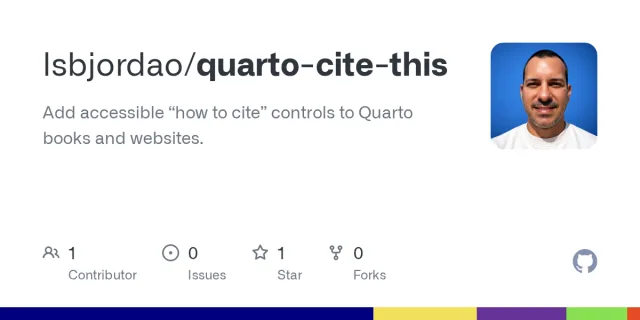 lsbjordao/quarto-cite-this
Add accessible “how to cite” controls to Quarto
books and websites.
1
Contributor
0
Issues
1
Star
0
Forks